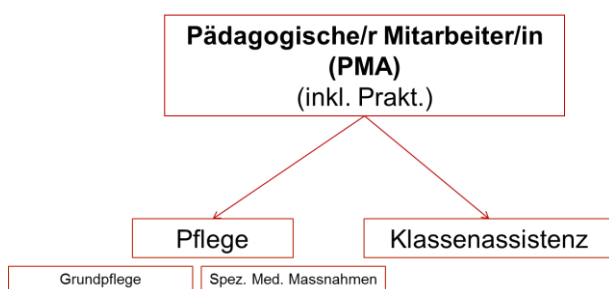 Pädagogische/r Mitarbeiter/in
(PMA)
(inkl. Prakt.)
Pflege
Klassenassistenz
Grundpflege
Spez. Med. Massnahmen